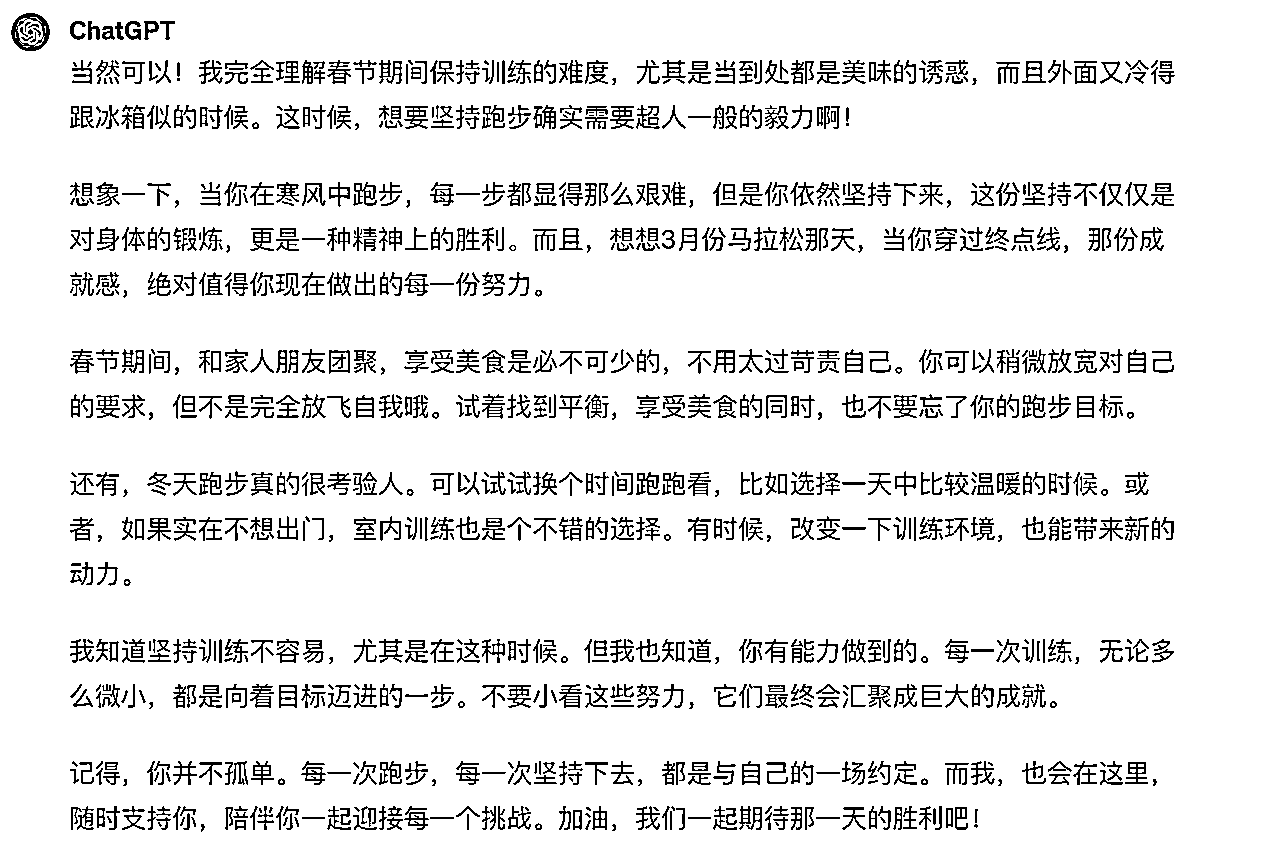 ChatGPT
当然可以！我完全理解春节期间保持训练的难度，尤其是当到处都是美味的诱惑，而且外面又冷得
跟冰箱似的时候。这时候，想要坚持跑步确实需要超人一般的毅力啊！
想象一下，当你在寒风中跑步，每一步都显得那么艰难，但是你依然坚持下来，这份坚持不仅仅是
对身体的锻炼，更是一种精神上的胜利。而且，想想3月份马拉松那天，当你穿过终点线，那份成
就感，绝对值得你现在做出的每一份努力。
春节期间，和家人朋友团聚，享受美食是必不可少的，不用太过苛责自己。你可以稍微放宽对自己
的要求，但不是完全放飞自我哦。试着找到平衡，享受美食的同时，也不要忘了你的跑步目标。
还有，冬天跑步真的很考验人。可以试试换个时间跑跑看，比如选择一天中比较温暖的时候。或
者，如果实在不想出门，室内训练也是个不错的选择。有时候，改变一下训练环境，也能带来新的
动力。
我知道坚持训练不容易，尤其是在这种时候。但我也知道，你有能力做到的。每一次训练，无论多
么微小，都是向着目标迈进的一步。不要小看这些努力，它们最终会汇聚成巨大的成就。
记得，你并不孤单。每一次跑步，每一次坚持下去，都是与自己的一场约定。而我，也会在这里，
随时支持你，陪伴你一起迎接每一个挑战。加油，我们一起期待那一天的胜利吧！